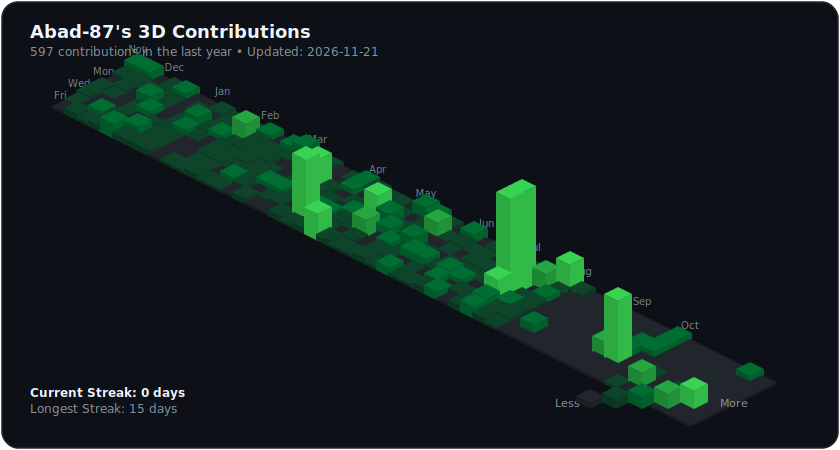 Abad-87's 3D Contributions
597 contributions in the last year • Updated: 2026-11-21
Nov
Dec
Jan
Feb
Mar
Apr
May
Jun
Sep
Oct
Mon
Wed
Fri
Current Streak: 0 days
Longest Streak: 15 days
Less
More